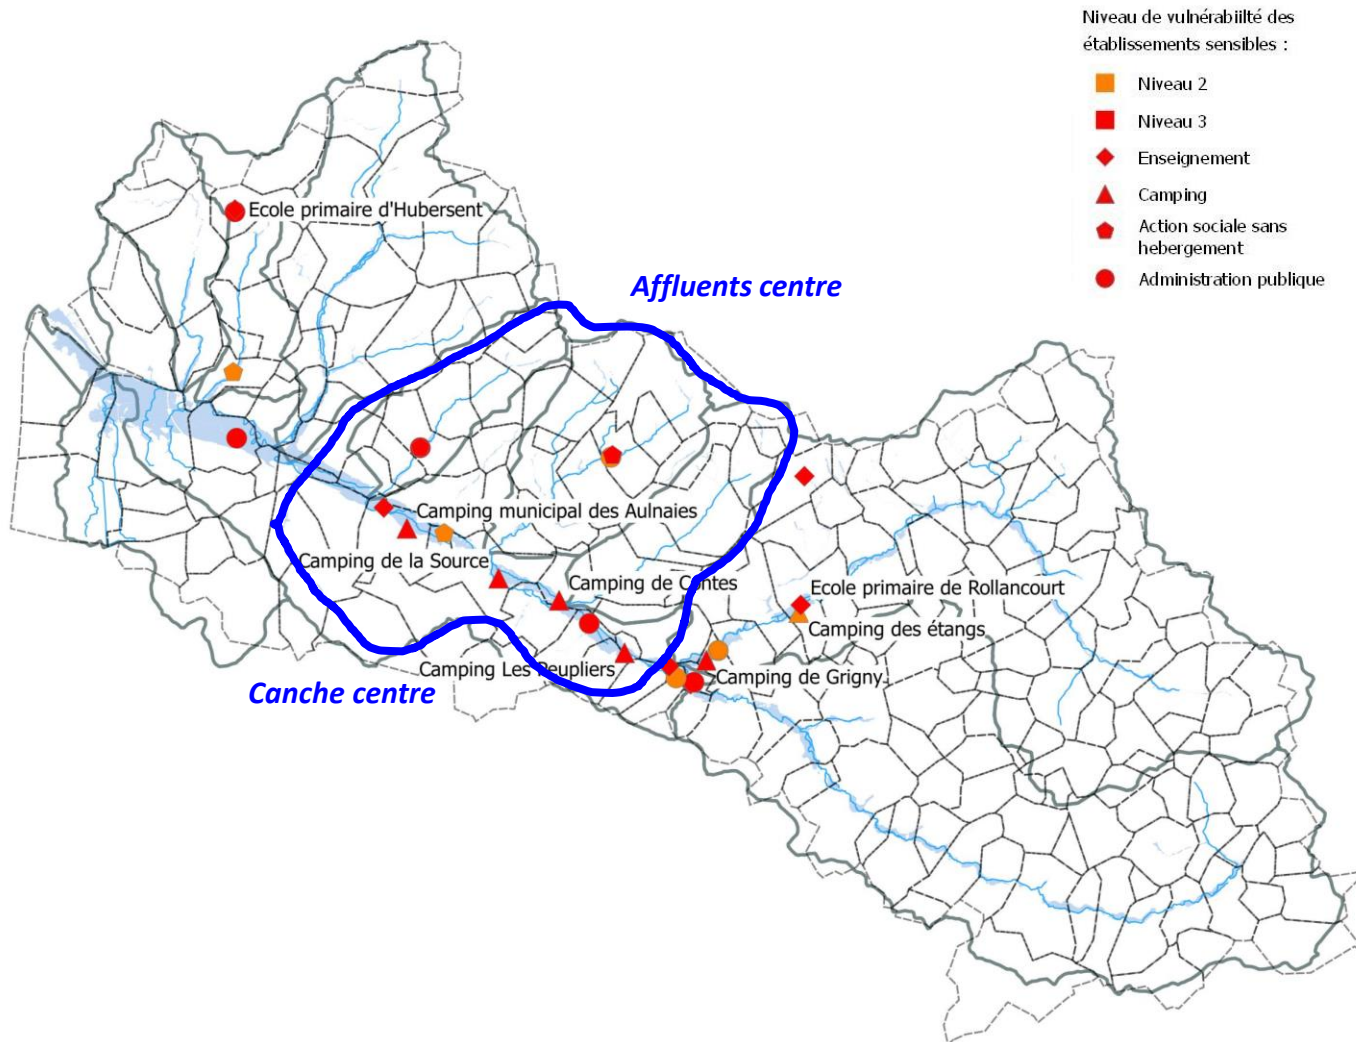 Niveau de vulnérabiilté des
établissements sensibles :
Niveau 2
Niveau 3
Enseignement
Camping
Action sociale sans
hebergement
Administration publique
Ecole primaire d'Hubersent
Affluents centre
Camping municipal des Aulnaies
Camping de la Source
Camping de Contes
Ecole primaire de Rollancourt
Camping des étangs
Camping Les Peupliers
Camping de Grigny
Canche centre